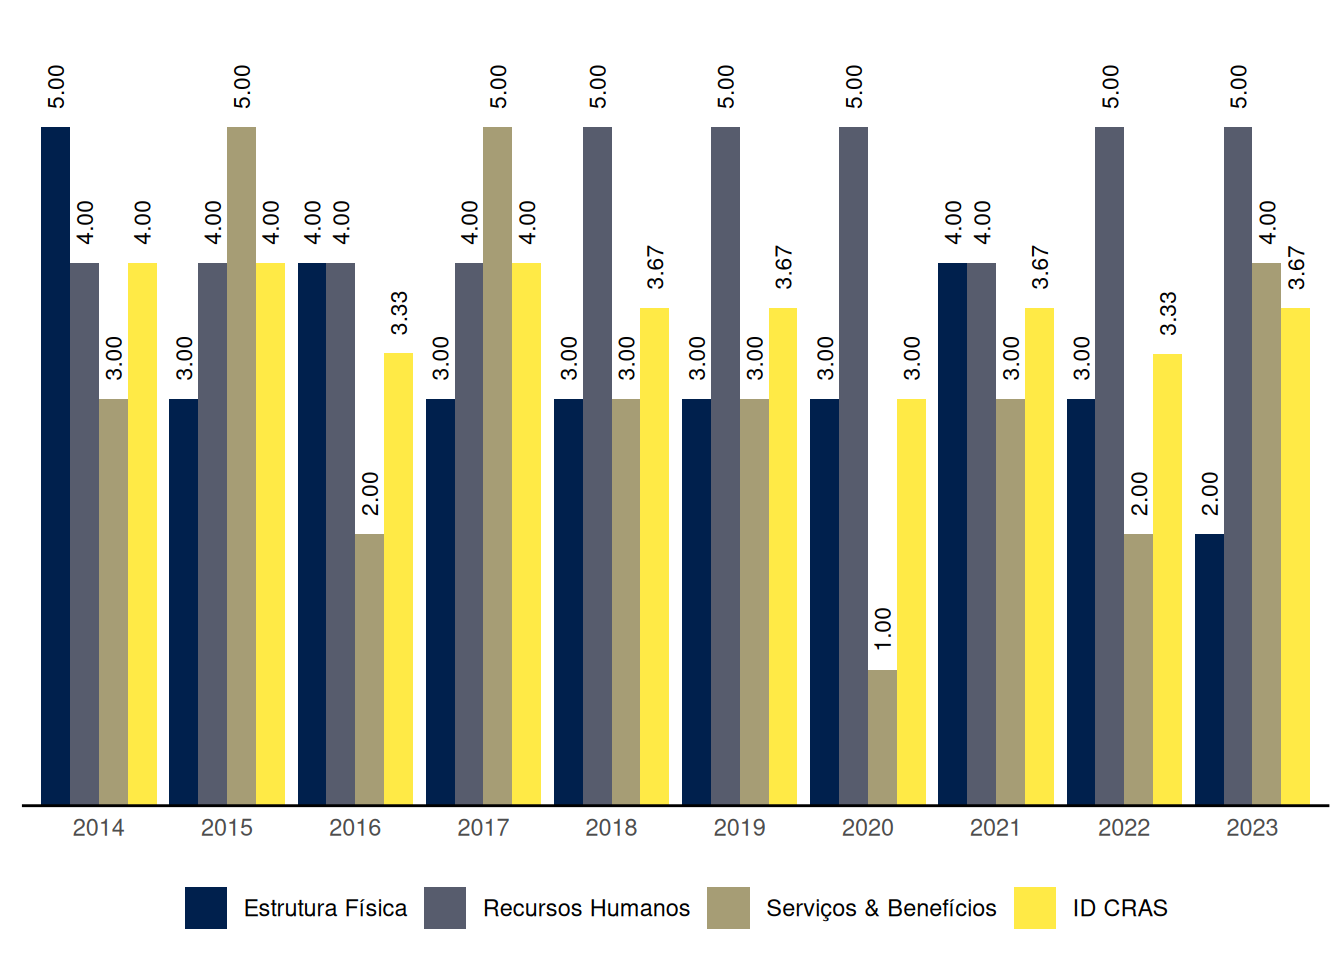 5.00 4.00 3.00 4.00
3.00 4.00 5.00 4.00
4.00 4.00 2.00 3.33
3.00 4.00 5.00 4.00
3.00 5.00 3.00 3.67
3.00 5.00 3.00 3.67
3.00 5.00 1.00 3.00
4.00 4.00 3.00 3.67
3.00 5.00 2.00 3.33
2.00 5.00 4.00 3.67
2014 2015 2016 2017 2018 2019 2020 2021 2022 2023
Estrutura Física Recursos Humanos Serviços & Benefícios ID CRAS